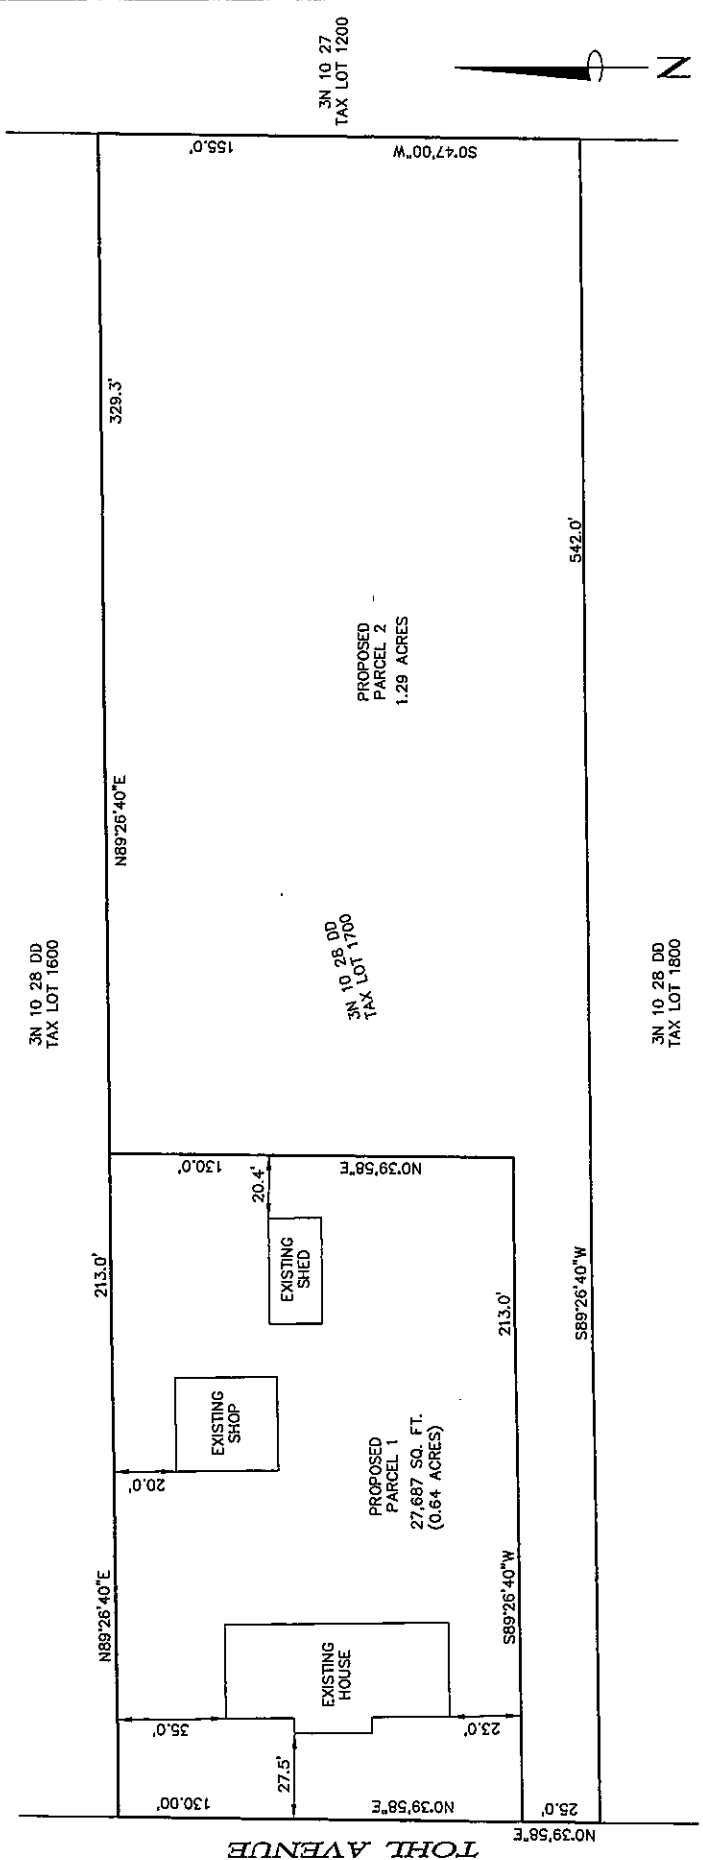 3N 10 27
TAX LOT 1200
N
155.0'
S0°47'00"W
329.3'
542.0'
PROPOSED
PARCEL 2
1.29 ACRES
N89°26'40"E
3N 10 28 DD
TAX LOT 1600
3N 10 28 DD
TAX LOT 1700
3N 10 28 DD
TAX LOT 1800
130.0'
N0°39'58"E
20.4'
213.0'
EXISTING
SHED
213.0'
S89°26'40"W
EXISTING
SHOP
20.0'
PROPOSED
PARCEL 1
27,687 SQ. FT.
(0.64 ACRES)
N89°26'40"E
S89°26'40"W
EXISTING
HOUSE
35.0'
23.0'
27.5'
130.00'
N0°39'58"E
25.0'
N0°39'58"E
TOHL AVENUE